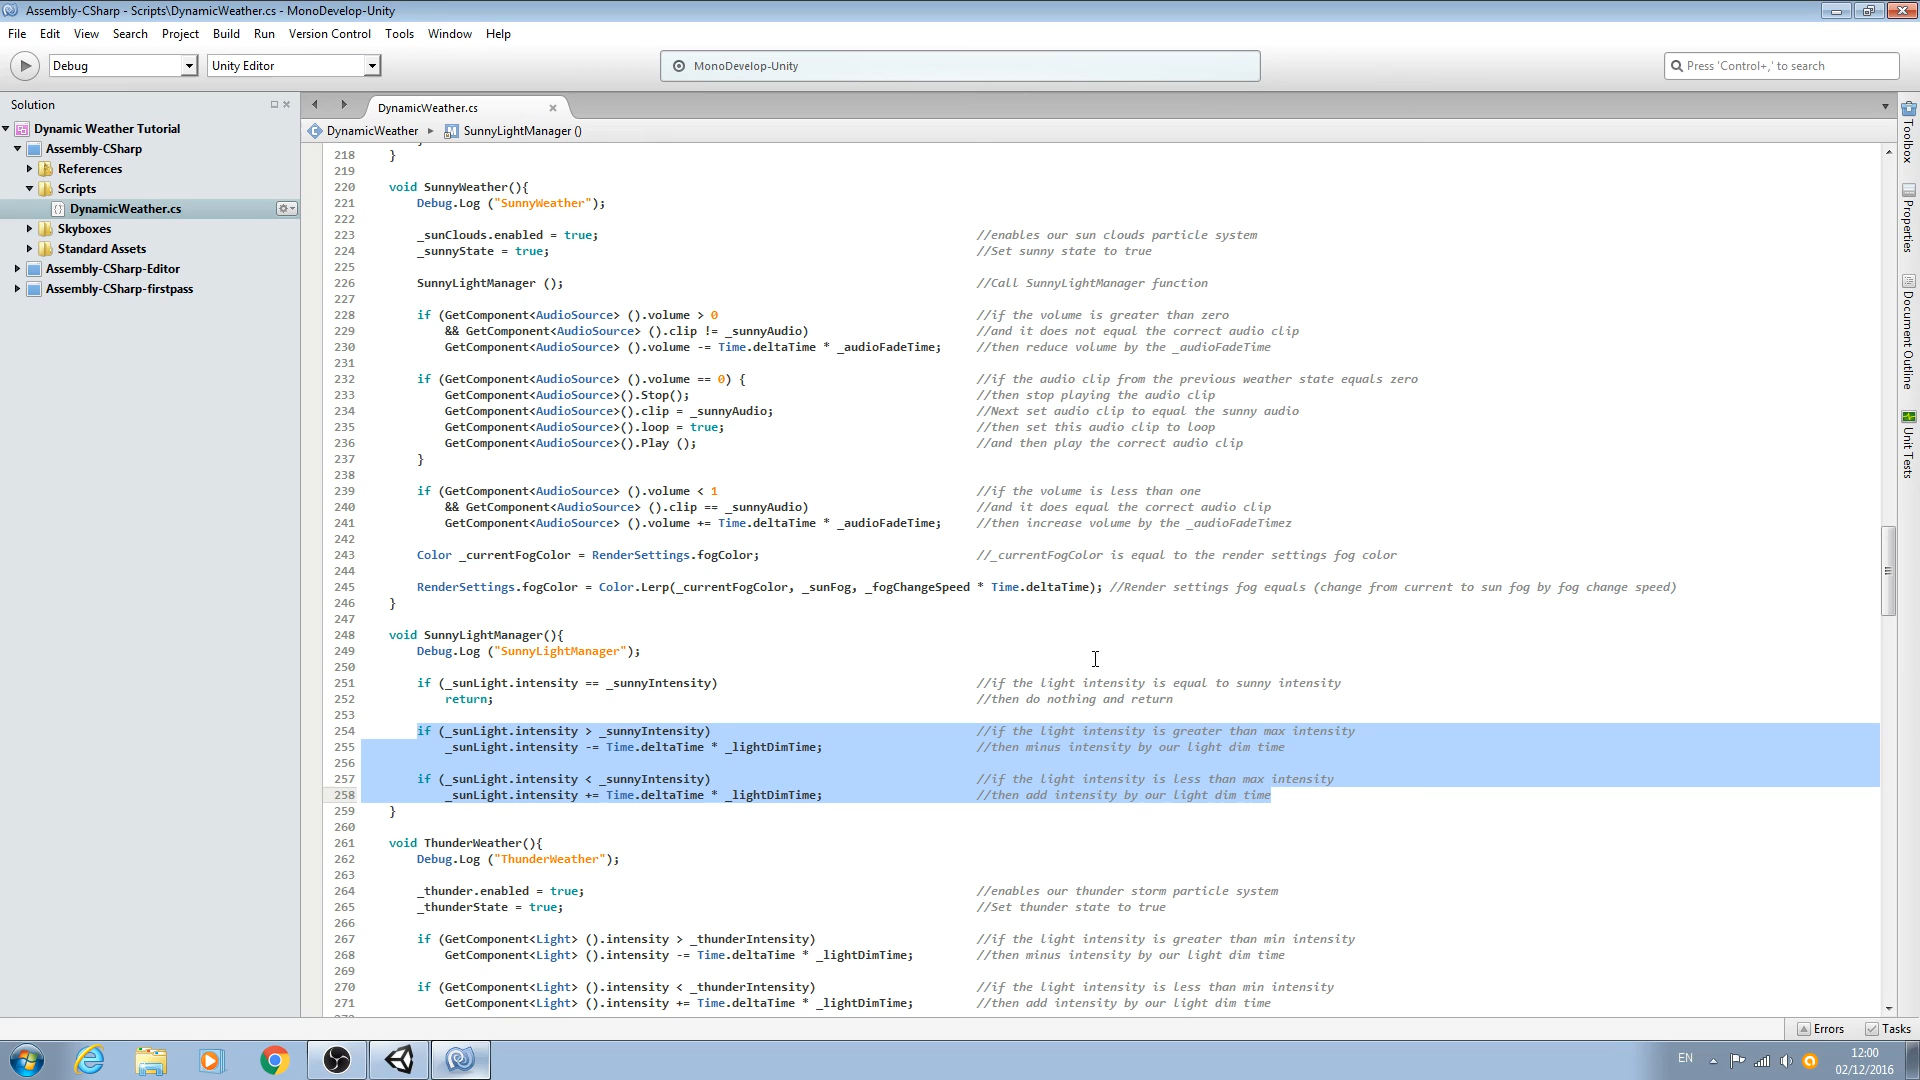 Assembly-CSharp - Scripts\DynamicWeather.cs - MonoDevelop-Unity
File Edit View Search Project Build Run Version Control Tools Window Help
Debug Unity Editor MonoDevelop-Unity Press 'Control+,' to search
Solution
Dynamic Weather Tutorial
Assembly-CSharp
References
Scripts
DynamicWeather.cs
Skyboxes
Standard Assets
Assembly-CSharp-Editor
Assembly-CSharp-firstpass
DynamicWeather.cs
DynamicWeather SunnyLightManager ()
218 }
219
220 void SunnyWeather(){
221 Debug.Log ("SunnyWeather");
222
223 _sunClouds.enabled = true; //enables our sun clouds particle system
224 _sunnyState = true; //Set sunny state to true
225
226 SunnyLightManager (); //Call SunnyLightManager function
227
228 if (GetComponent<AudioSource> ().volume > 0 //if the volume is greater than zero
229 && GetComponent<AudioSource> ().clip != _sunnyAudio) //and it does not equal the correct audio clip
230 GetComponent<AudioSource> ().volume -= Time.deltaTime * _audioFadeTime; //then reduce volume by the _audioFadeTime
231
232 if (GetComponent<AudioSource> ().volume == 0) { //if the audio clip from the previous weather state equals zero
233 GetComponent<AudioSource>().Stop(); //then stop playing the audio clip
234 GetComponent<AudioSource>().clip = _sunnyAudio; //Next set audio clip to equal the sunny audio
235 GetComponent<AudioSource>().loop = true; //then set this audio clip to loop
236 GetComponent<AudioSource>().Play (); //and then play the correct audio clip
237 }
238
239 if (GetComponent<AudioSource> ().volume < 1 //if the volume is less than one
240 && GetComponent<AudioSource> ().clip == _sunnyAudio) //and it does equal the correct audio clip
241 GetComponent<AudioSource> ().volume += Time.deltaTime * _audioFadeTime; //then increase volume by the _audioFadeTimez
242
243 Color _currentFogColor = RenderSettings.fogColor; //_currentFogColor is equal to the render settings fog color
244
245 RenderSettings.fogColor = Color.Lerp(_currentFogColor, _sunFog, _fogChangeSpeed * Time.deltaTime); //Render settings fog equals (change from current to sun fog by fog change speed)
246 }
247
248 void SunnyLightManager(){
249 Debug.Log ("SunnyLightManager");
250
251 if (_sunLight.intensity == _sunnyIntensity) //if the light intensity is equal to sunny intensity
252 return; //then do nothing and return
253
254 if (_sunLight.intensity > _sunnyIntensity) //if the light intensity is greater than max intensity
255 _sunLight.intensity -= Time.deltaTime * _lightDimTime; //then minus intensity by our light dim time
256
257 if (_sunLight.intensity < _sunnyIntensity) //if the light intensity is less than max intensity
258 _sunLight.intensity += Time.deltaTime * _lightDimTime; //then add intensity by our light dim time
259 }
260
261 void ThunderWeather(){
262 Debug.Log ("ThunderWeather");
263
264 _thunder.enabled = true; //enables our thunder storm particle system
265 _thunderState = true; //Set thunder state to true
266
267 if (GetComponent<Light> ().intensity > _thunderIntensity) //if the light intensity is greater than min intensity
268 GetComponent<Light> ().intensity -= Time.deltaTime * _lightDimTime; //then minus intensity by our light dim time
269
270 if (GetComponent<Light> ().intensity < _thunderIntensity) //if the light intensity is less than min intensity
271 GetComponent<Light> ().intensity += Time.deltaTime * _lightDimTime; //then add intensity by our light dim time
Toolbox
Properties
Document Outline
Unit Tests
Errors Tasks
EN
12:00
02/12/2016